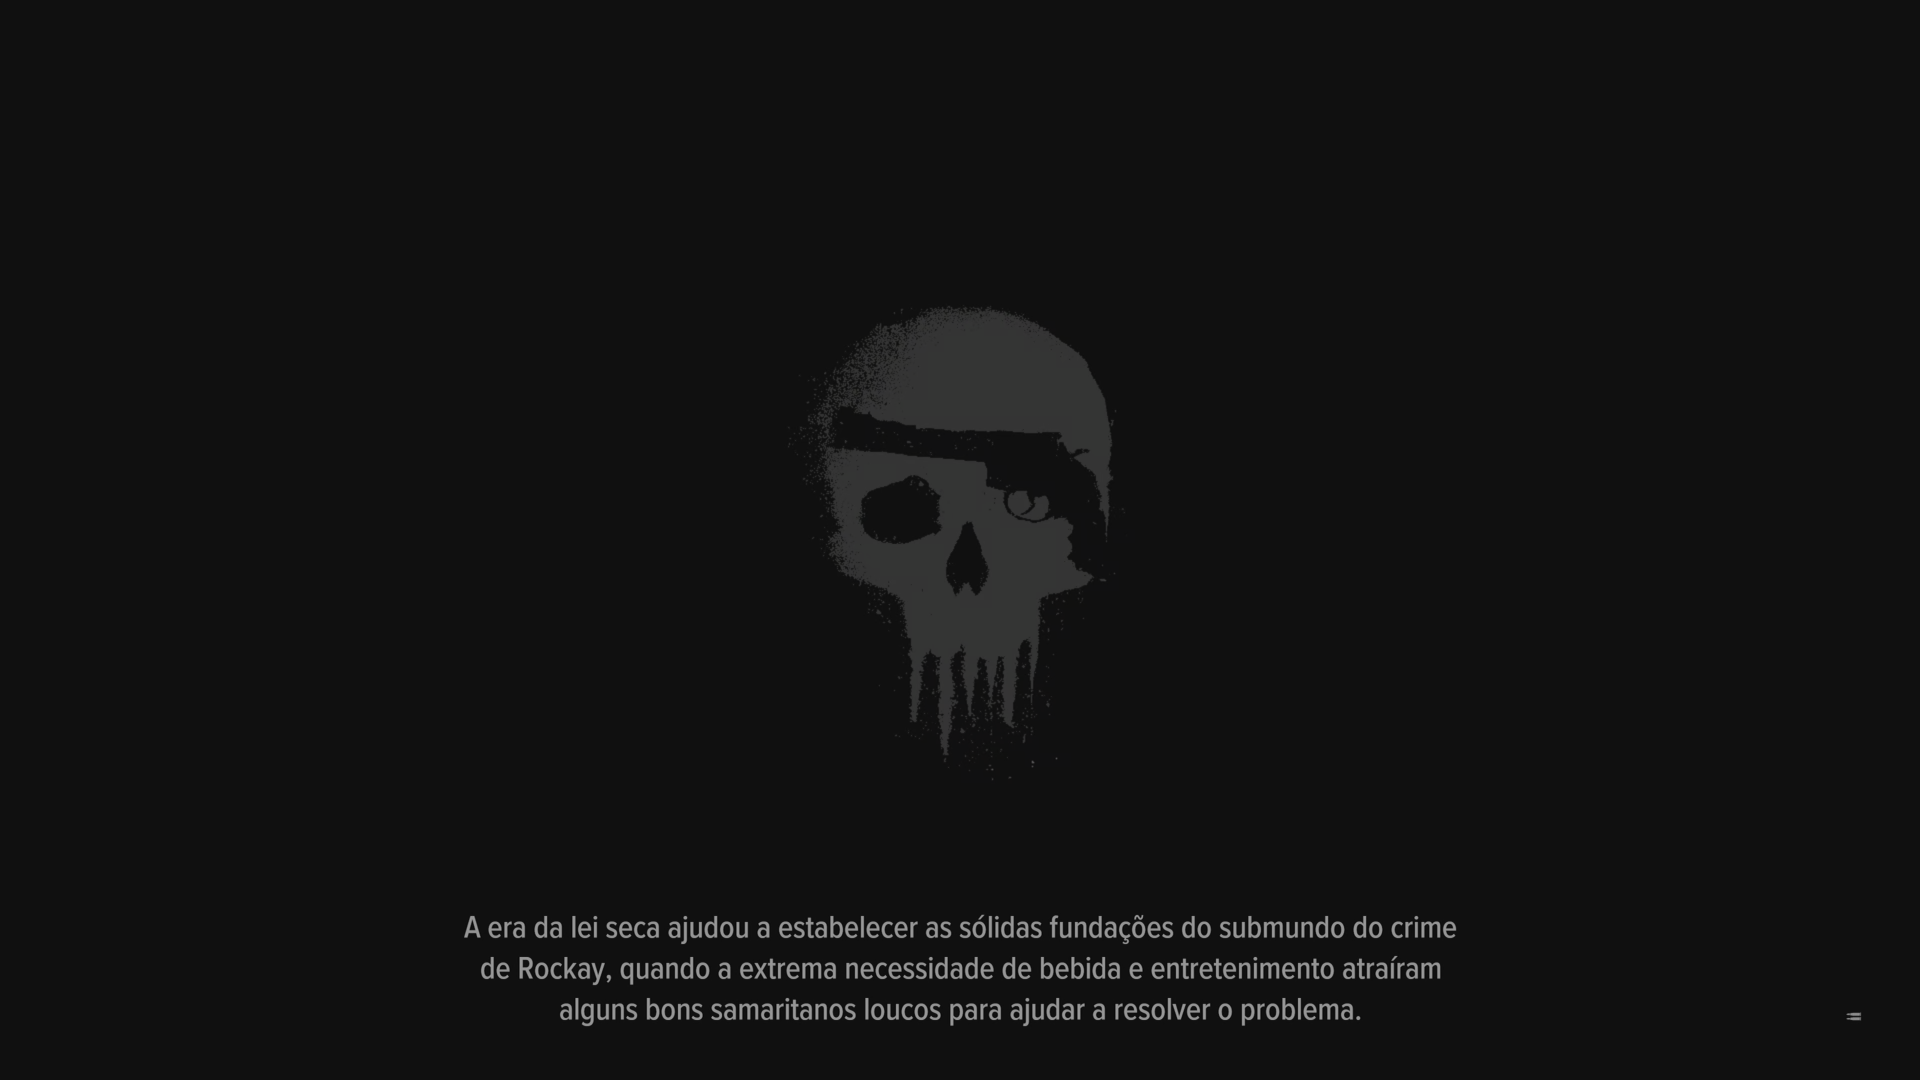 A era da lei seca ajudou a estabelecer as sólidas fundações do submundo do crime
de Rockay, quando a extrema necessidade de bebida e entretenimento atraíram
alguns bons samaritanos loucos para ajudar a resolver o problema.